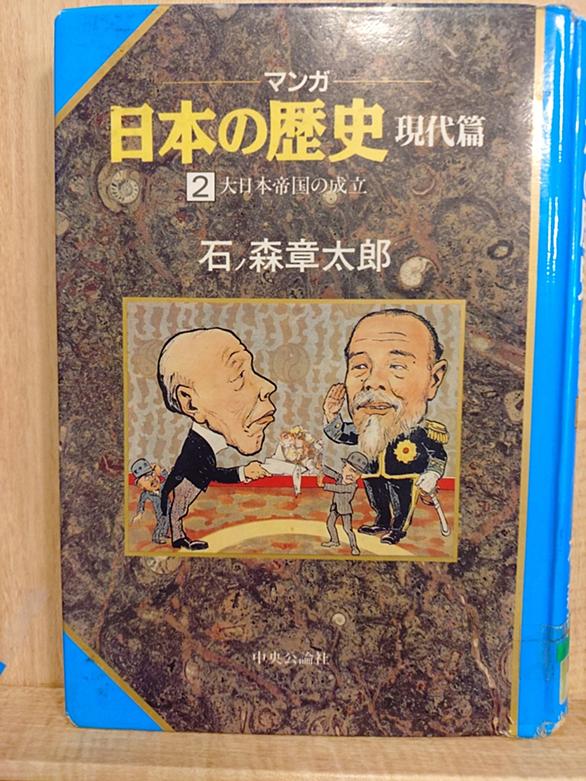 マンガ
日本の歴史 現代篇
2 大日本帝国の成立
石ノ森章太郎
中央公論社